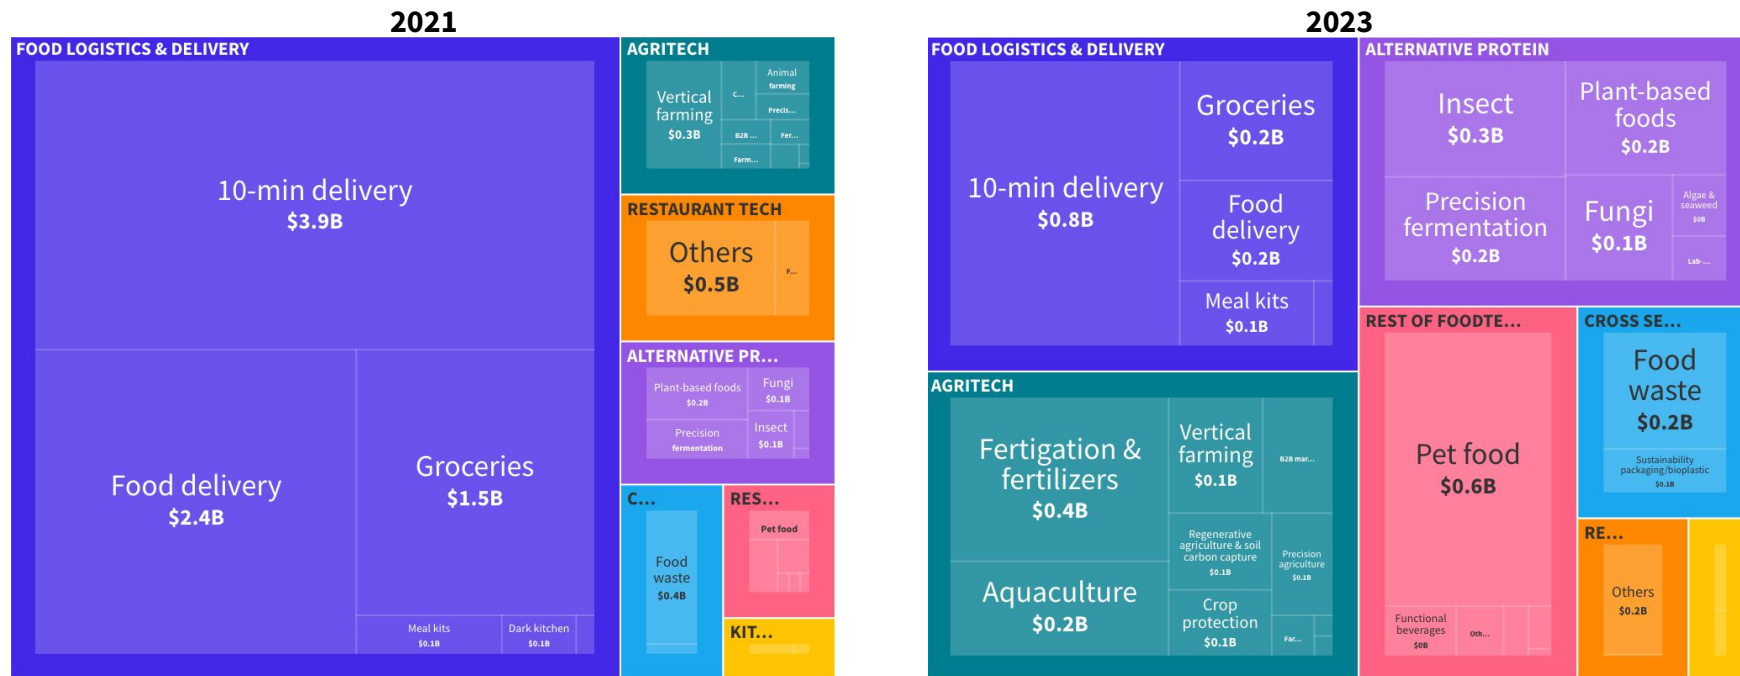 2021
FOOD LOGISTICS & DELIVERY
10-min delivery
$3.9B
Food delivery
$2.4B
Groceries
$1.5B
Meal kits
$0.1B
Dark kitchen
$0.1B
AGRITECH
Vertical
farming
$0.3B
C...
Animal
farming
Precis...
B2B ...
Fer...
Farm...
RESTAURANT TECH
Others
$0.5B
F...
ALTERNATIVE PR...
Plant-based foods
$0.2B
Fungi
$0.1B
Precision
fermentation
Insect
$0.1B
C...
Food
waste
$0.4B
RES...
Pet food
KIT...
2023
FOOD LOGISTICS & DELIVERY
10-min delivery
$0.8B
Groceries
$0.2B
Food
delivery
$0.2B
Meal kits
$0.1B
ALTERNATIVE PROTEIN
Insect
$0.3B
Plant-based
foods
$0.2B
Precision
fermentation
$0.2B
Fungi
$0.1B
Algae &
seaweed
$0B
Lab-...
AGRITECH
Fertigation &
fertilizers
$0.4B
Aquaculture
$0.2B
Vertical
farming
$0.1B
B2B mar...
Regenerative
agriculture & soil
carbon capture
$0.1B
Precision
agriculture
$0.1B
Crop
protection
$0.1B
Far...
REST OF FOODTE...
Pet food
$0.6B
Functional
beverages
$0B
Oth...
CROSS SE...
Food
waste
$0.2B
Sustainability
packaging/bioplastic
$0.1B
RE...
Others
$0.2B